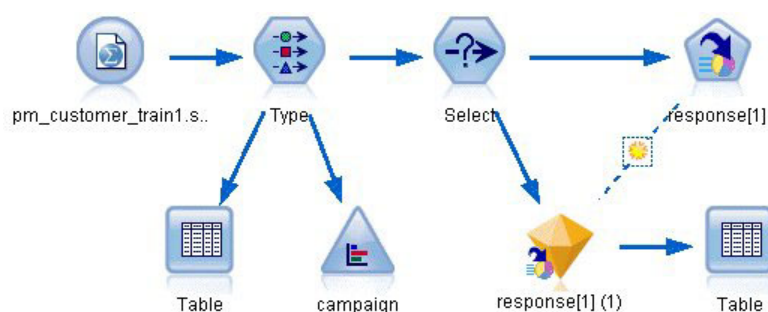 pm_customer_train1.s..
Type
Select
response[1]
Table
campaign
response[1] (1)
Table